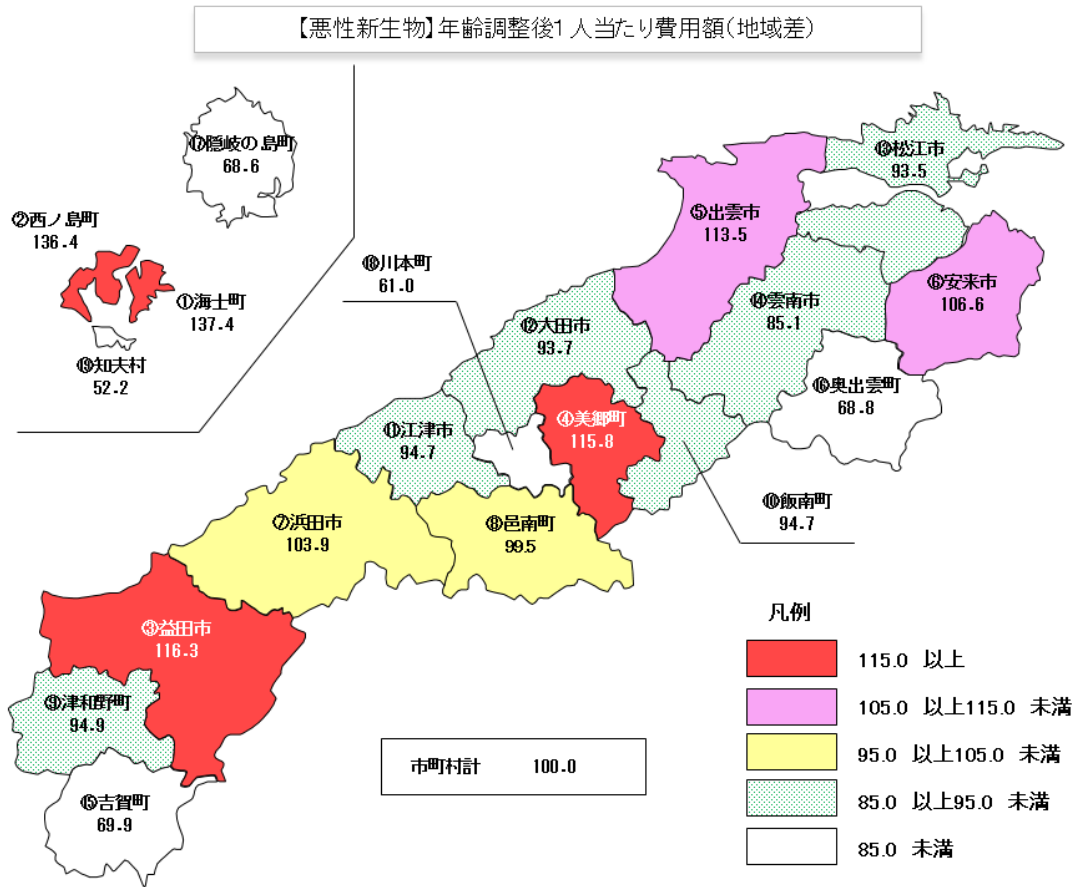 【悪性新生物】年齢調整後1 人当たり費用額(地域差)
⑰隠岐の島町
68.6
②西ノ島町
136.4
①海士町
137.4
⑲知夫村
52.2
⑱川本町
61.0
⑬松江市
93.5
⑤出雲市
113.5
⑥安来市
106.6
⑭雲南市
85.1
⑫大田市
93.7
⑯奥出雲町
68.8
④美郷町
115.8
⑪江津市
94.7
⑩飯南町
94.7
⑦浜田市
103.9
⑧邑南町
99.5
③益田市
116.3
⑨津和野町
94.9
⑮吉賀町
69.9
市町村計 100.0
凡例
115.0 以上
105.0 以上115.0 未満
95.0 以上105.0 未満
85.0 以上95.0 未満
85.0 未満